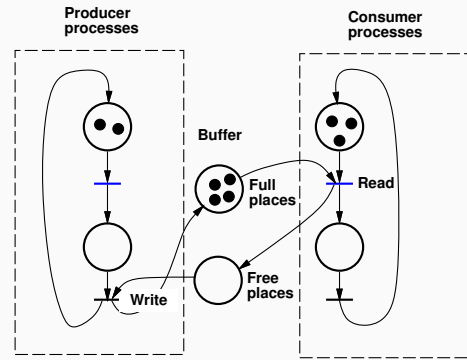 Producer
processes
Consumer
processes
Buffer
Full
places
Read
Free
places
Write